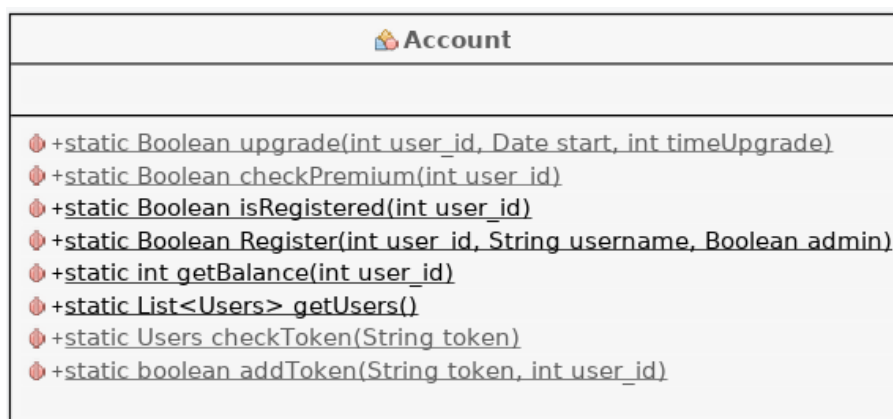 Account
+static Boolean upgrade(int user_id, Date start, int timeUpgrade)
+static Boolean checkPremium(int user_id)
+static Boolean isRegistered(int user_id)
+static Boolean Register(int user_id, String username, Boolean admin)
+static int getBalance(int user_id)
+static List<Users> getUsers()
+static Users checkToken(String token)
+static boolean addToken(String token, int user_id)